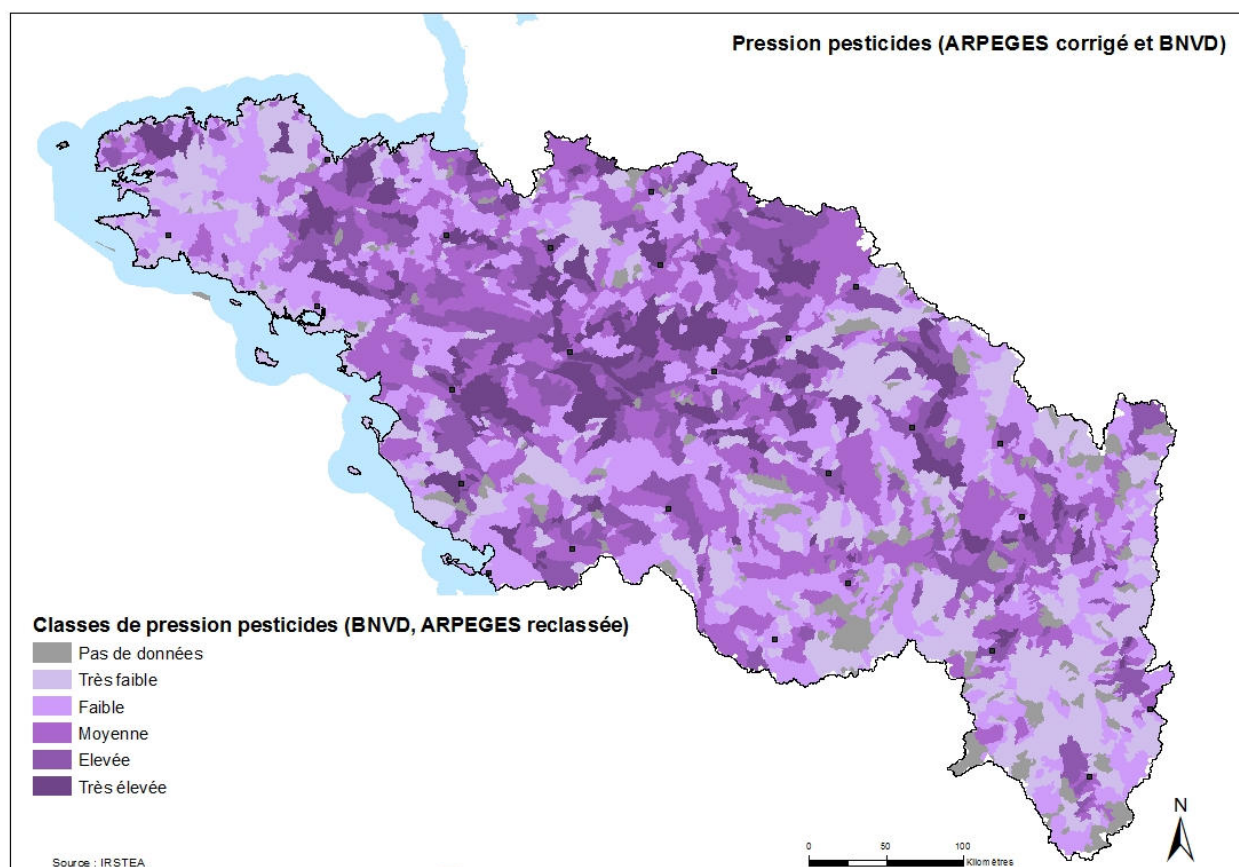 Pression pesticides (ARPEGES corrigé et BNVD)
Classes de pression pesticides (BNVD, ARPEGES reclassée)
Pas de données
Très faible
Faible
Moyenne
Elevée
Très élevée
Source : IRSTEA
0 50 100
Kilomètres
N